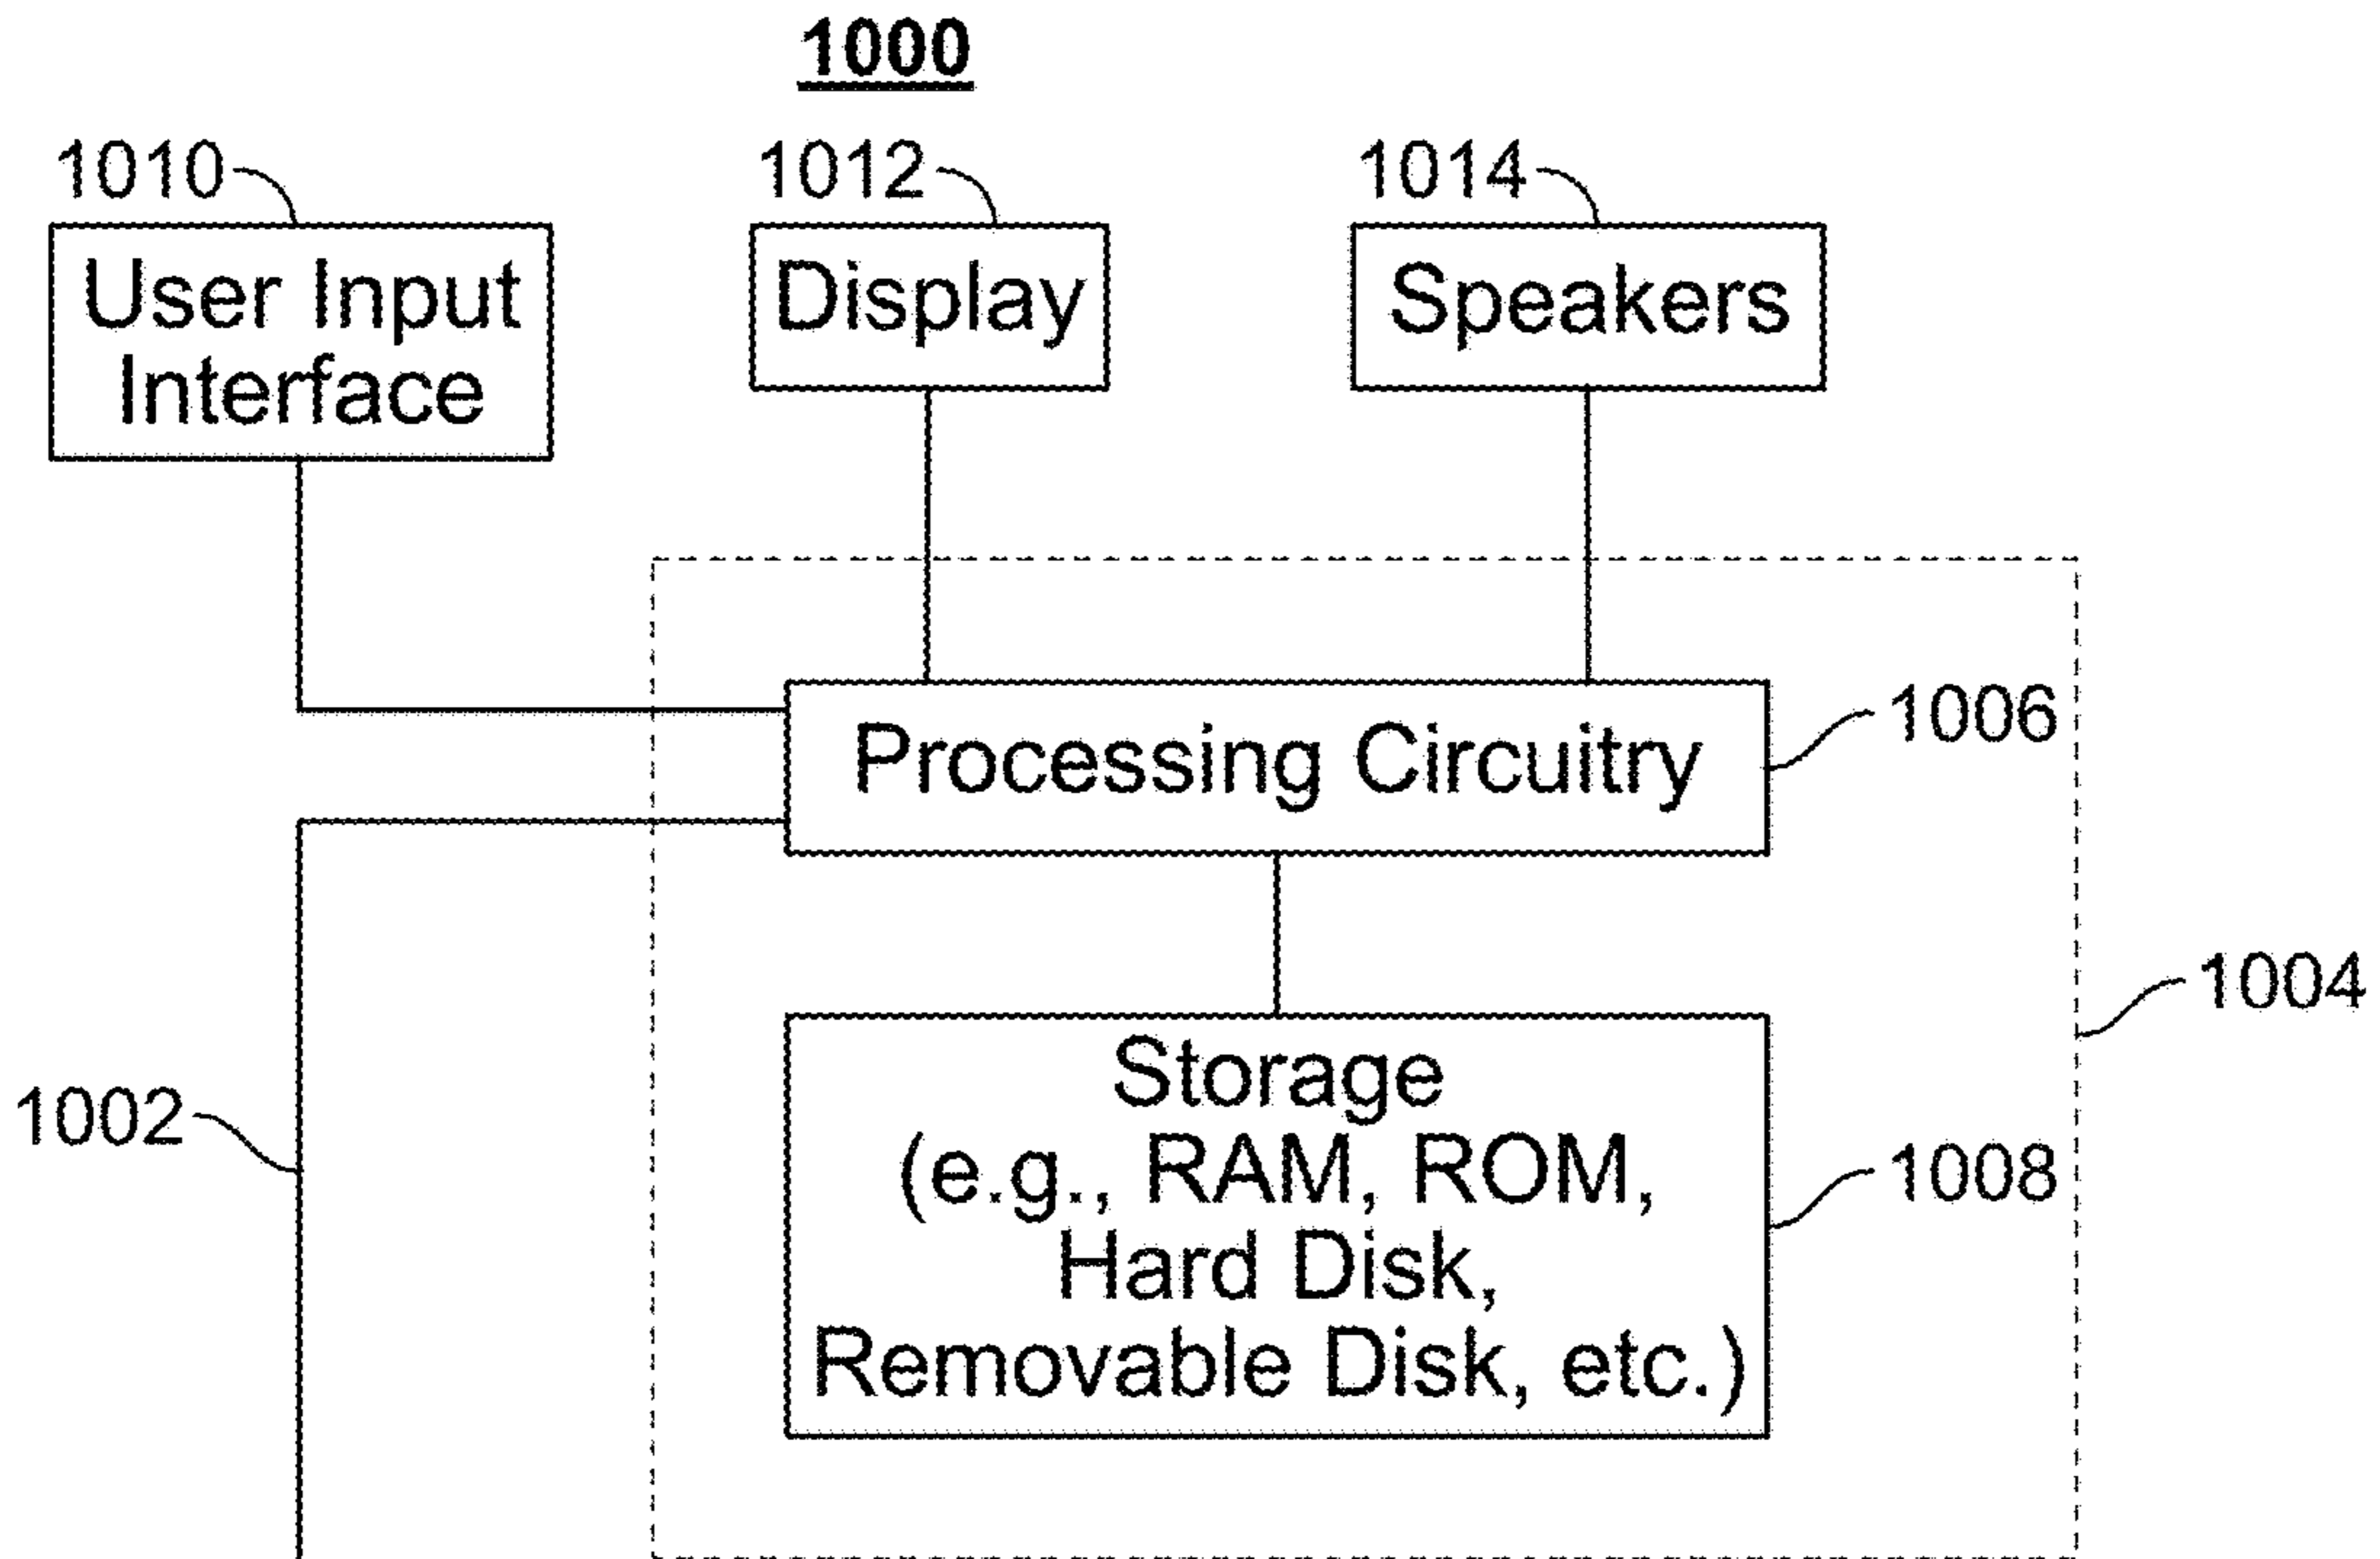 1000
1010
1012
1014
User Input
Interface
Display
Speakers
Processing Circuitry
1006
1004
Storage
(e.g., RAM, ROM,
Hard Disk,
Removable Disk, etc.)
1002
1008